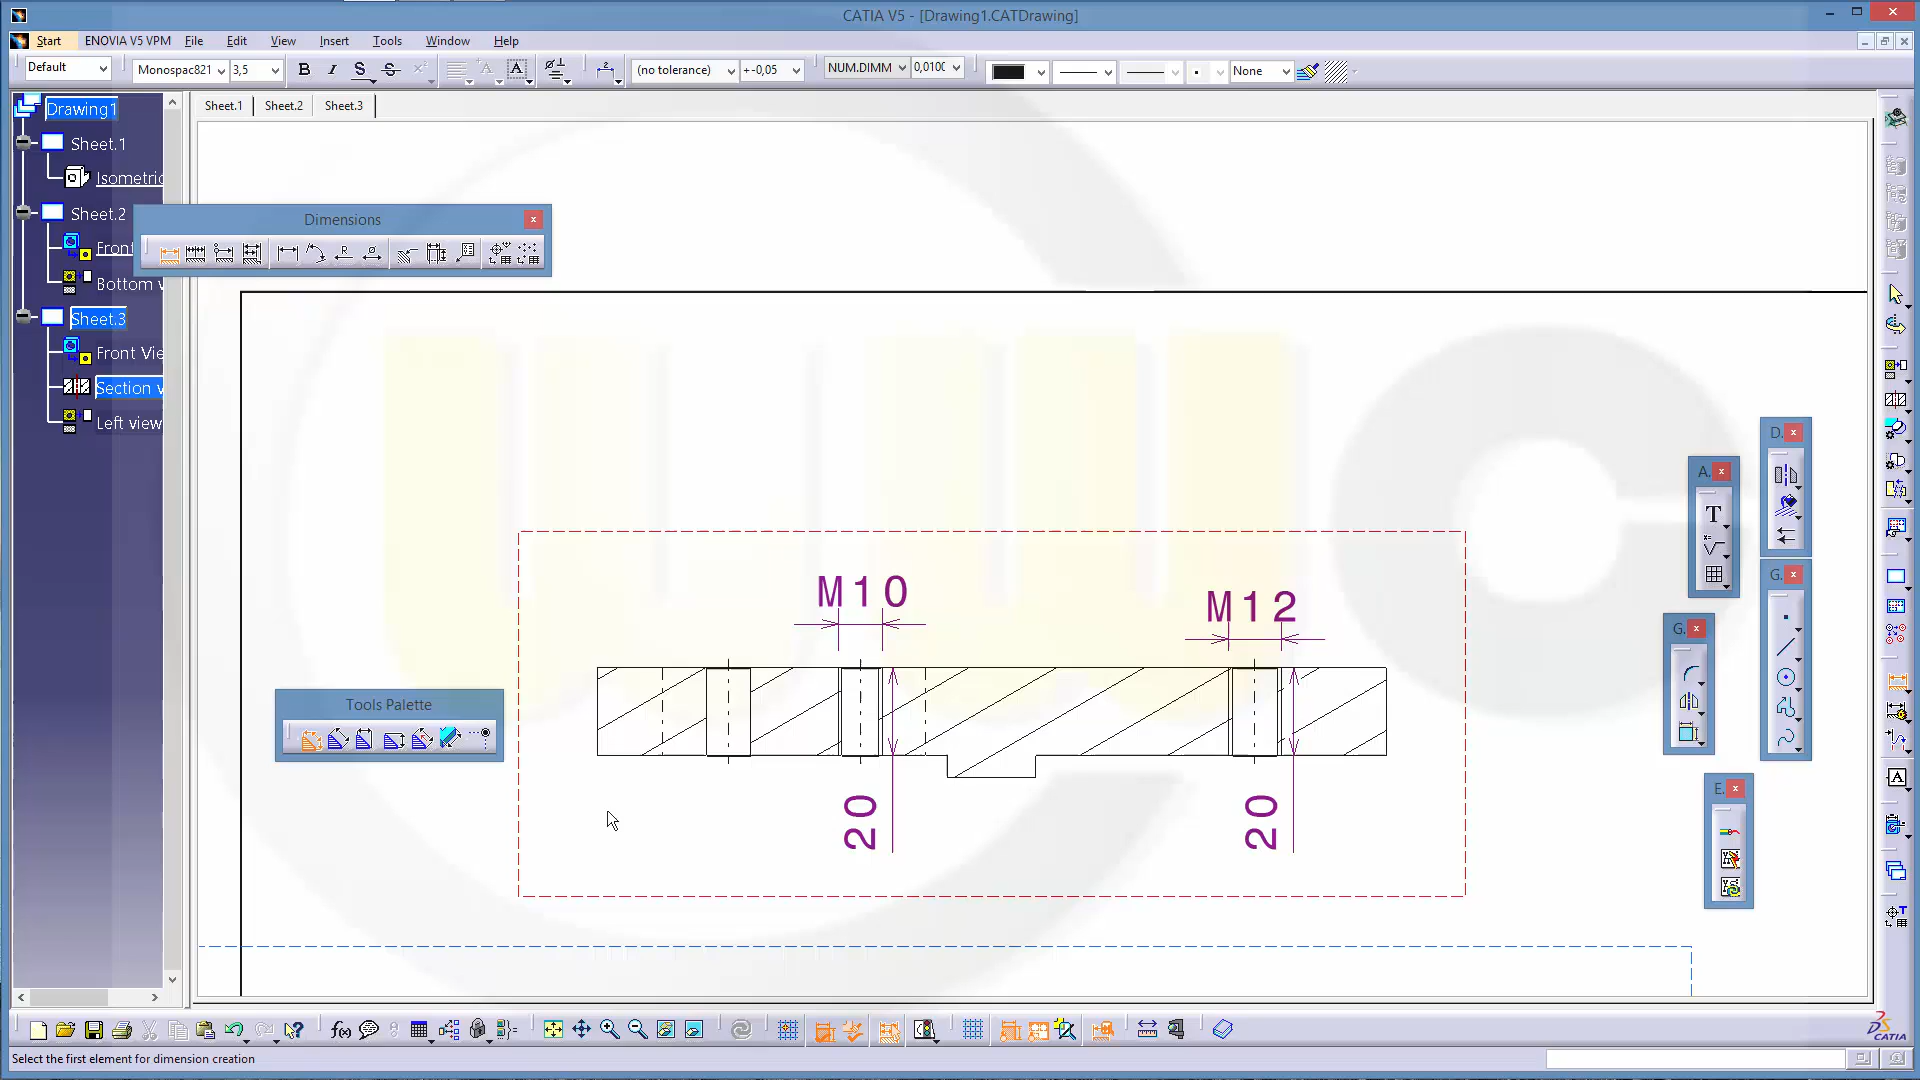 CATIA V5 - [Drawing1.CATDrawing]
Start ENOVIA V5 VPM File Edit View Insert Tools Window Help
Default Monospac821 3,5 B I S S (no tolerance) +-0,05 NUM.DIMM 0,010 None
Drawing1
Sheet.1 Sheet.2 Sheet.3
Sheet.1
Isometric
Sheet.2
Front
Bottom v
Sheet.3
Front Vie
Section v
Left view
Dimensions
D.
A.
T
G.
G.
E.
Tools Palette
M10
M12
20
20
f(x)
CATIA
Select the first element for dimension creation